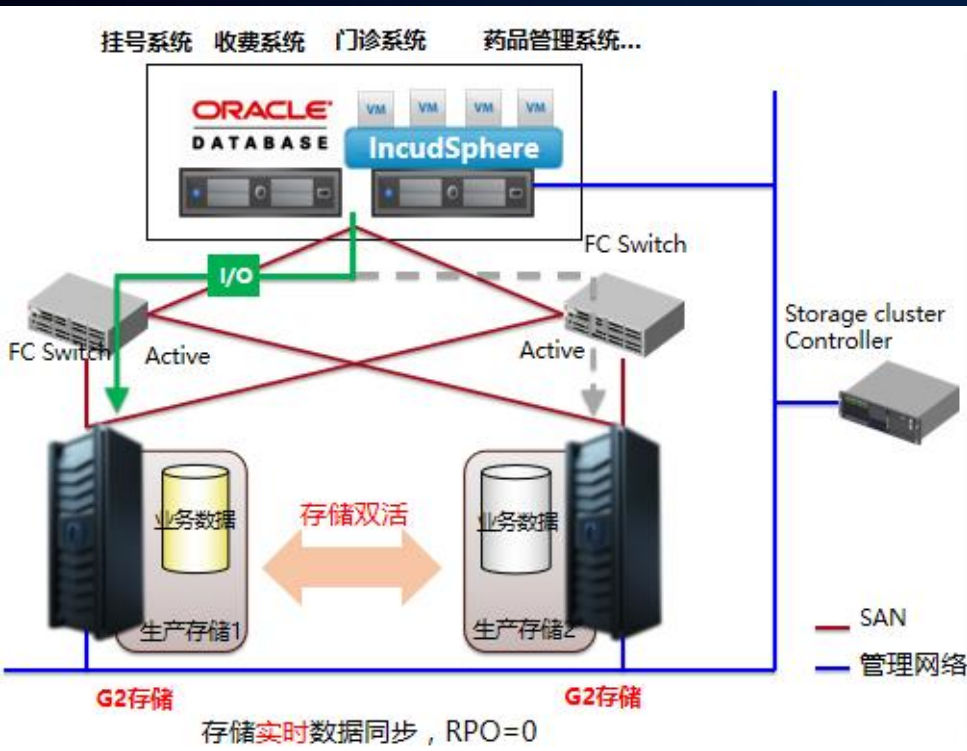 挂号系统 收费系统 门诊系统 药品管理系统...
ORACLE
DATABASE
VM VM VM VM
IncudSphere
I/O
FC Switch
FC Switch
Active
Active
Storage cluster
Controller
业务数据
存储双活
业务数据
生产存储1
生产存储2
SAN
管理网络
G2存储
G2存储
存储实时数据同步，RPO=0